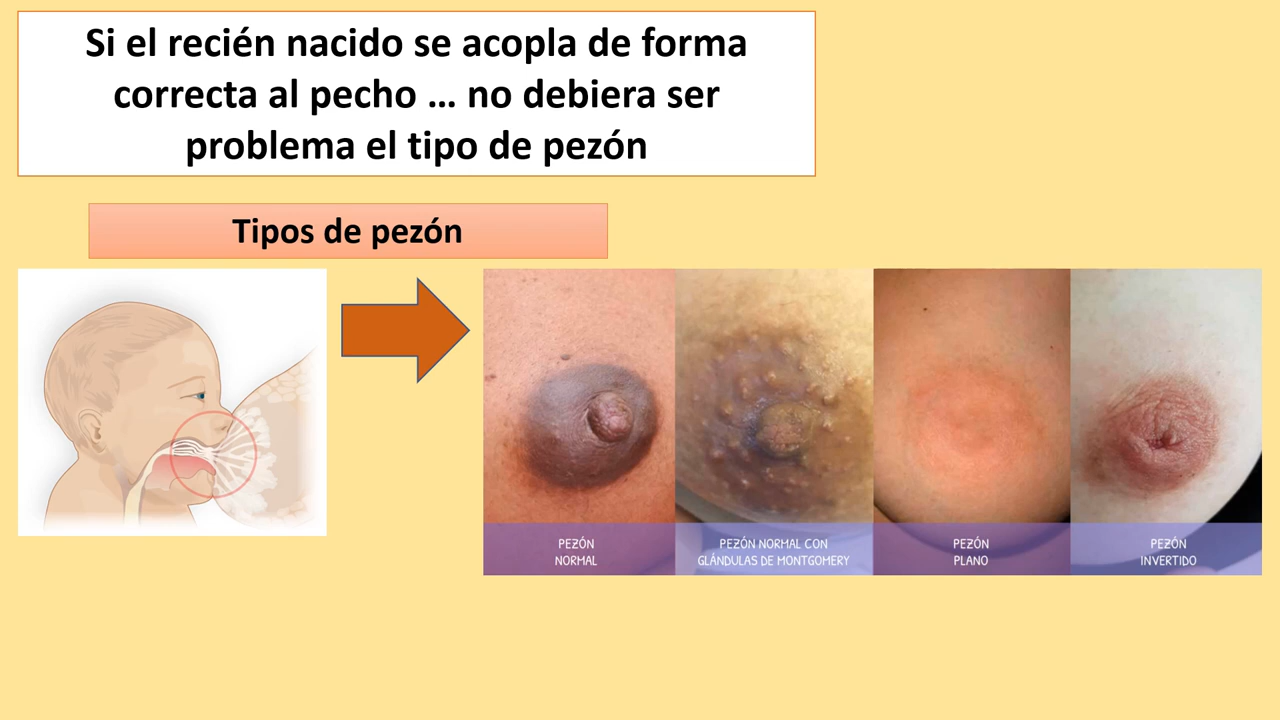 Si el recién nacido se acopla de forma
correcta al pecho ... no debiera ser
problema el tipo de pezón
Tipos de pezón
PEZÓN
NORMAL
PEZÓN NORMAL CON
GLÁNDULAS DE MONTGOMERY
PEZÓN
PLANO
PEZÓN
INVERTIDO